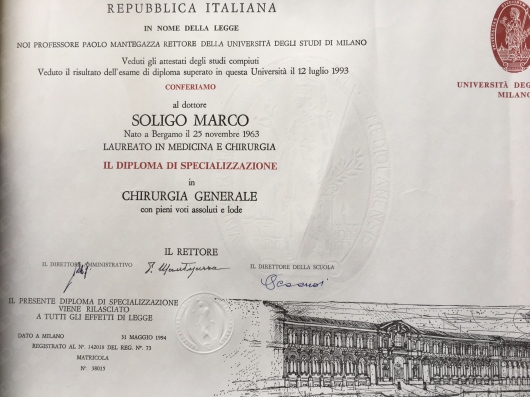 REPUBBLICA ITALIANA
IN NOME DELLA LEGGE
NOI PROFESSORE PAOLO MANTEGAZZA RETTORE DELLA UNIVERSITÀ DEGLI STUDI DI MILANO
Veduti gli attestati degli studi compiuti
Veduto il risultato dell'esame di diploma superato in questa Università il 12 luglio 1993
CONFERIAMO
al dottore
SOLIGO MARCO
Nato a Bergamo il 25 novembre 1963
LAUREATO IN MEDICINA E CHIRURGIA
IL DIPLOMA DI SPECIALIZZAZIONE
in
CHIRURGIA GENERALE
con pieni voti assoluti e lode
UNIVERSITÀ DEG
MILANO
IL RETTORE
IL DIRETTORE AMMINISTRATIVO
P. Mantegazza
IL DIRETTORE DELLA SCUOLA
IL PRESENTE DIPLOMA DI SPECIALIZZAZIONE
VIENE RILASCIATO
A TUTTI GLI EFFETTI DI LEGGE
DATO A MILANO 31 MAGGIO 1994
REGISTRATO AL N° 142018 DEL REG. N° 73
MATRICOLA
N° 38015